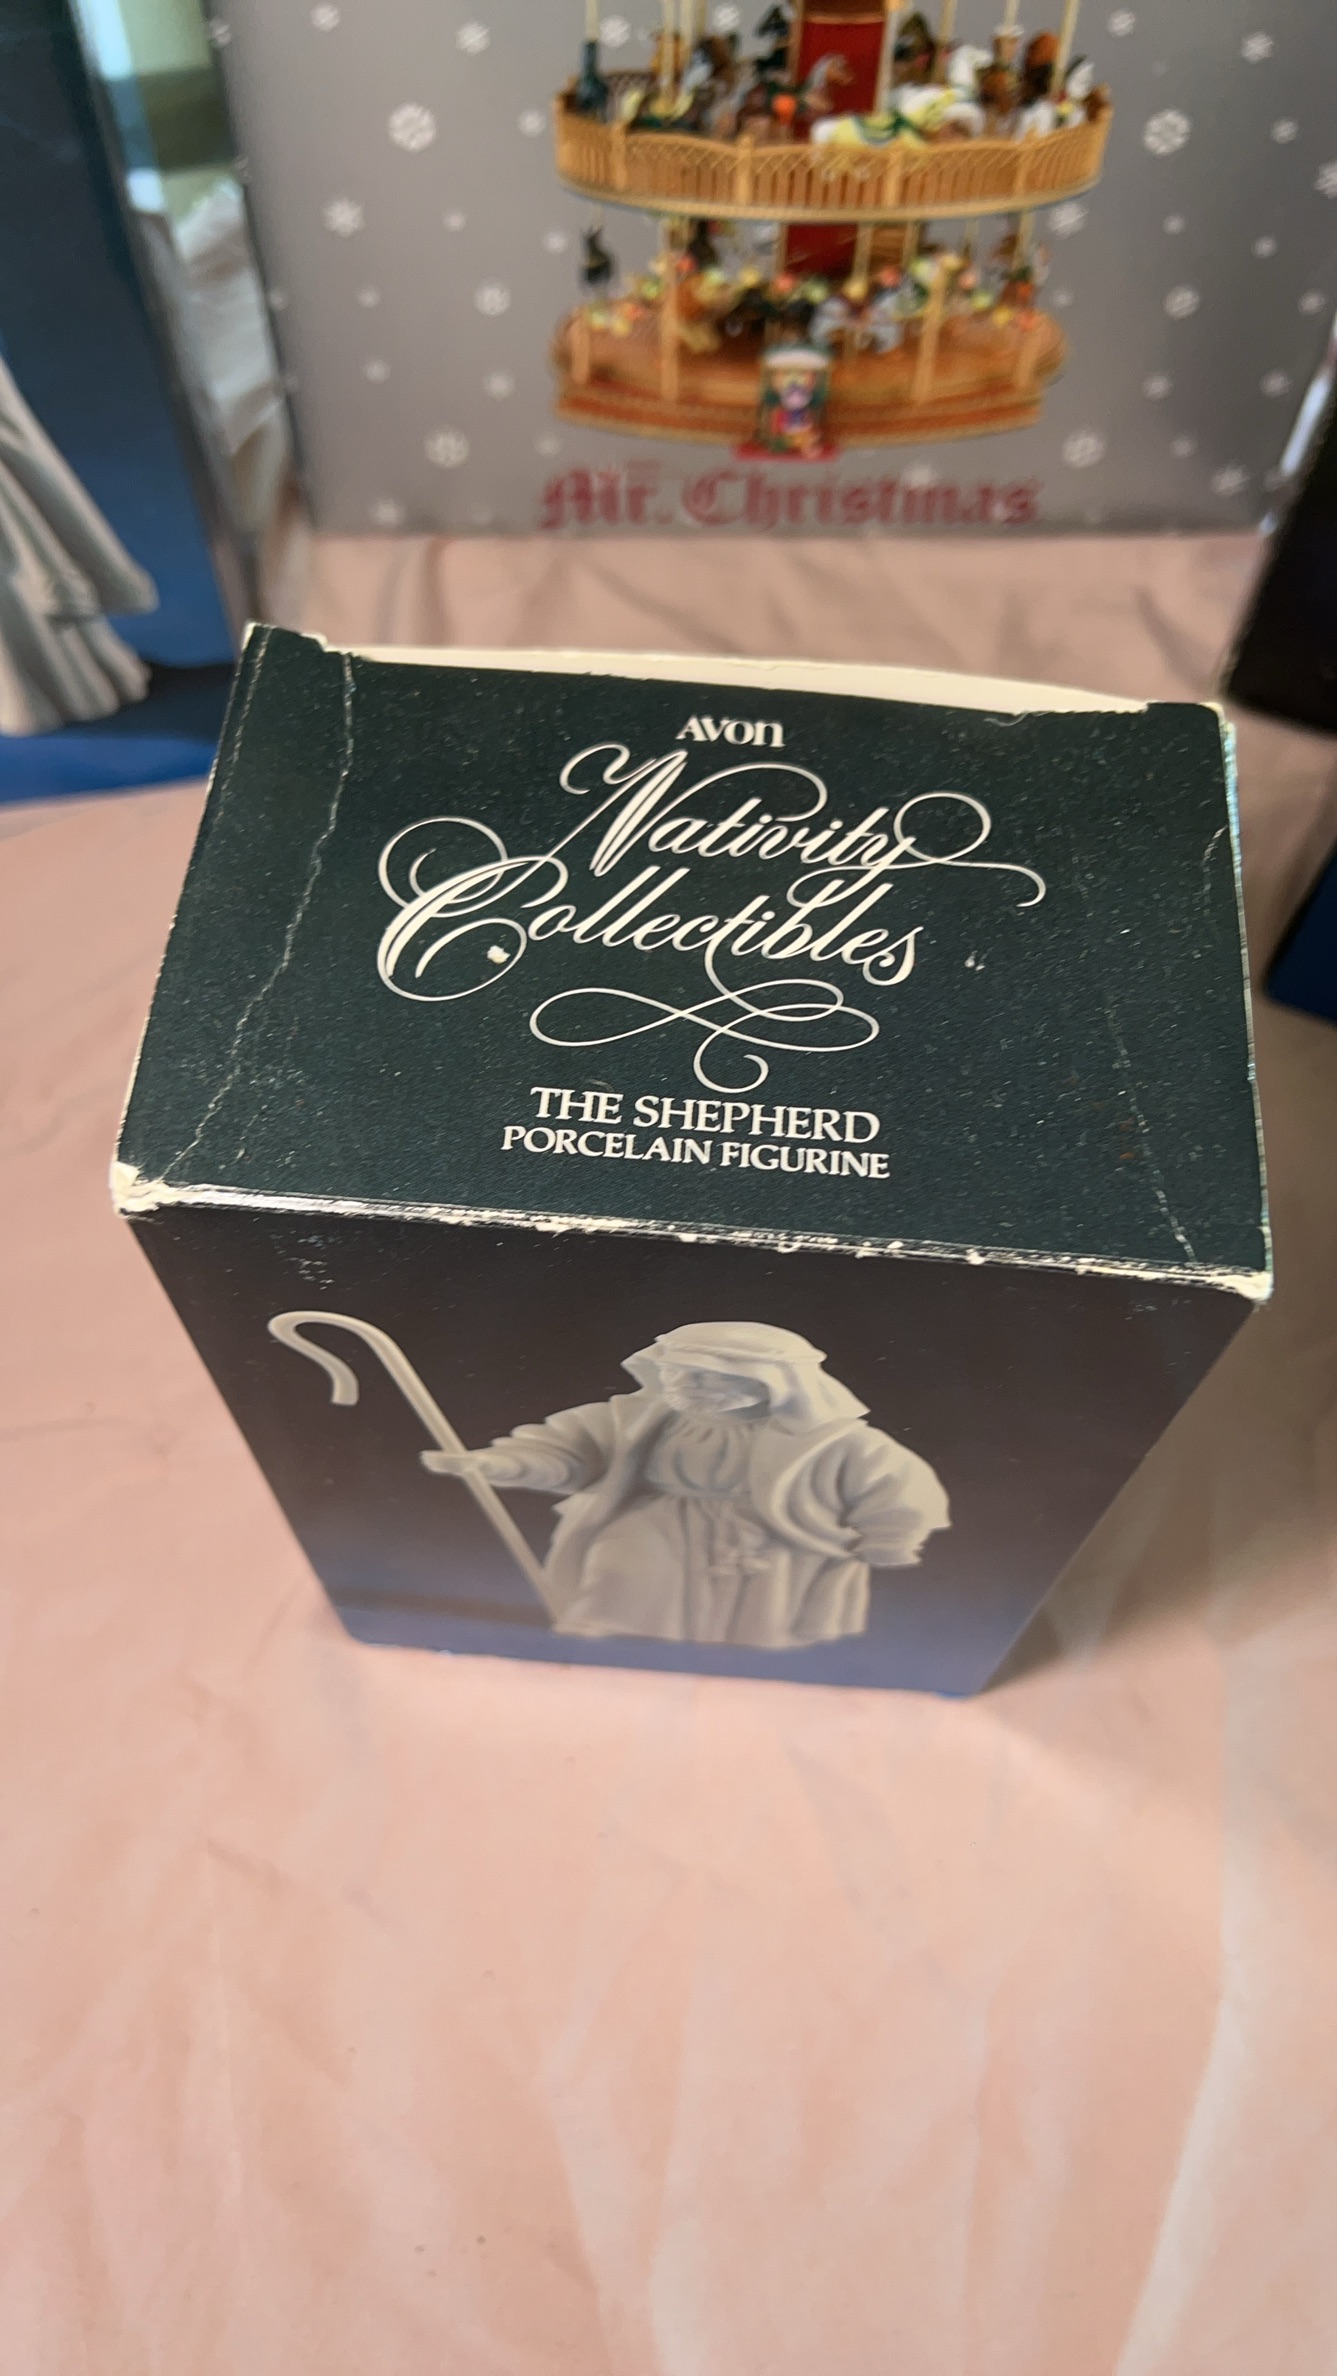 Mr. Christmas
AVON
Nativity
Collectibles
THE SHEPHERD
PORCELAIN FIGURINE